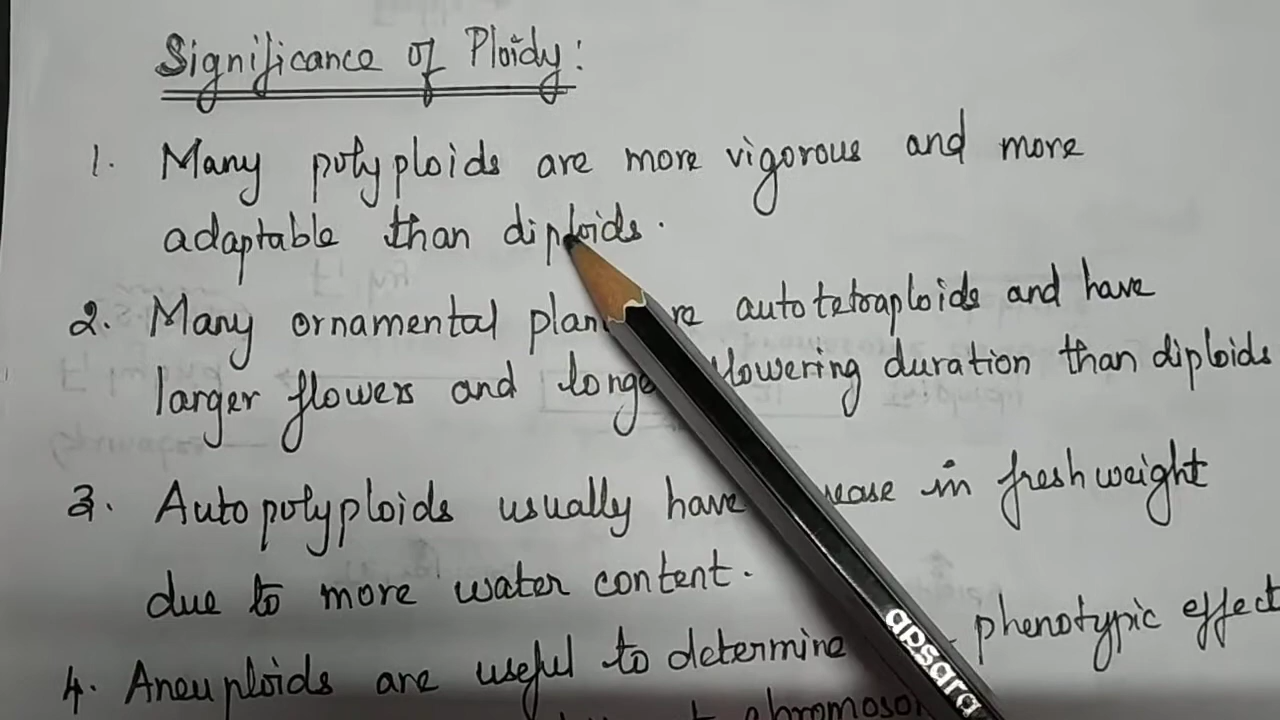 Significance of Ploidy:
1. Many polyploids are more vigorous and more
adaptable than diploids.
2. Many ornamental autotetraploids and have
larger flowers and flowering duration than diploids
3. Autopolyploids usually have in fresh weight
due to more water content.
4. Aneuploids are useful to determine phenotypic effect
apsara